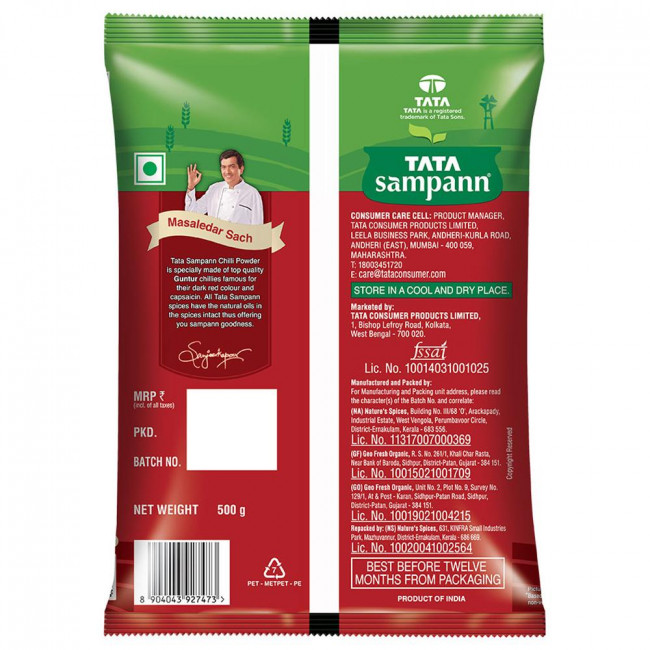 Masaledar Sach
Tata Sampann Chilli Powder
is specially made of top quality
Guntur chillies famous for
their dark red colour and
capsaicin. All Tata Sampann
spices have the natural oils in
the spices intact thus offering
you sampann goodness.
Sanjeev Kapoor
MRP ₹
(incl. of all taxes)
PKD.
BATCH NO.
NET WEIGHT 500 g
8 904043 927473 >
7
PET - METPET - PE
TATA
TATA is a registered
trademark of Tata Sons.
TATA
sampann®
CONSUMER CARE CELL: PRODUCT MANAGER,
TATA CONSUMER PRODUCTS LIMITED,
LEELA BUSINESS PARK, ANDHERI-KURLA ROAD,
ANDHERI (EAST), MUMBAI - 400 059,
MAHARASHTRA.
T: 18003451720
E: care@tataconsumer.com
STORE IN A COOL AND DRY PLACE.
Marketed by:
TATA CONSUMER PRODUCTS LIMITED,
1, Bishop Lefroy Road, Kolkata,
West Bengal - 700 020.
fssai
Lic. No. 10014031001025
Manufactured and Packed by:
For Manufacturing and Packing unit address, please read
the character(s) of the Batch No. and correlate:
(NA) Nature's Spices, Building No. III/68 'O', Arackapady,
Industrial Estate, West Vengola, Perumbavoor Circle,
District-Ernakulam, Kerala - 683 556.
Lic. No. 11317007000369
(GF) Geo Fresh Organic, R. S. No. 261/1, Khali Char Rasta,
Near Bank of Baroda, Sidhpur, District-Patan, Gujarat - 384 151.
Lic. No. 10015021001709
(GG) Geo Fresh Organic, Unit No. 2, Plot No. 9, Survey No.
129/1, At & Post - Karan, Sidhpur-Patan Road, Sidhpur,
District-Patan, Gujarat - 384 151.
Lic. No. 10019021004215
Repacked by: (NS) Nature's Spices, 631, KINFRA Small Industries
Park, Mazhuvannur, District-Ernakulam, Kerala - 686 669.
Lic. No. 10020041002564
BEST BEFORE TWELVE
MONTHS FROM PACKAGING
PRODUCT OF INDIA
Copyright Reserved